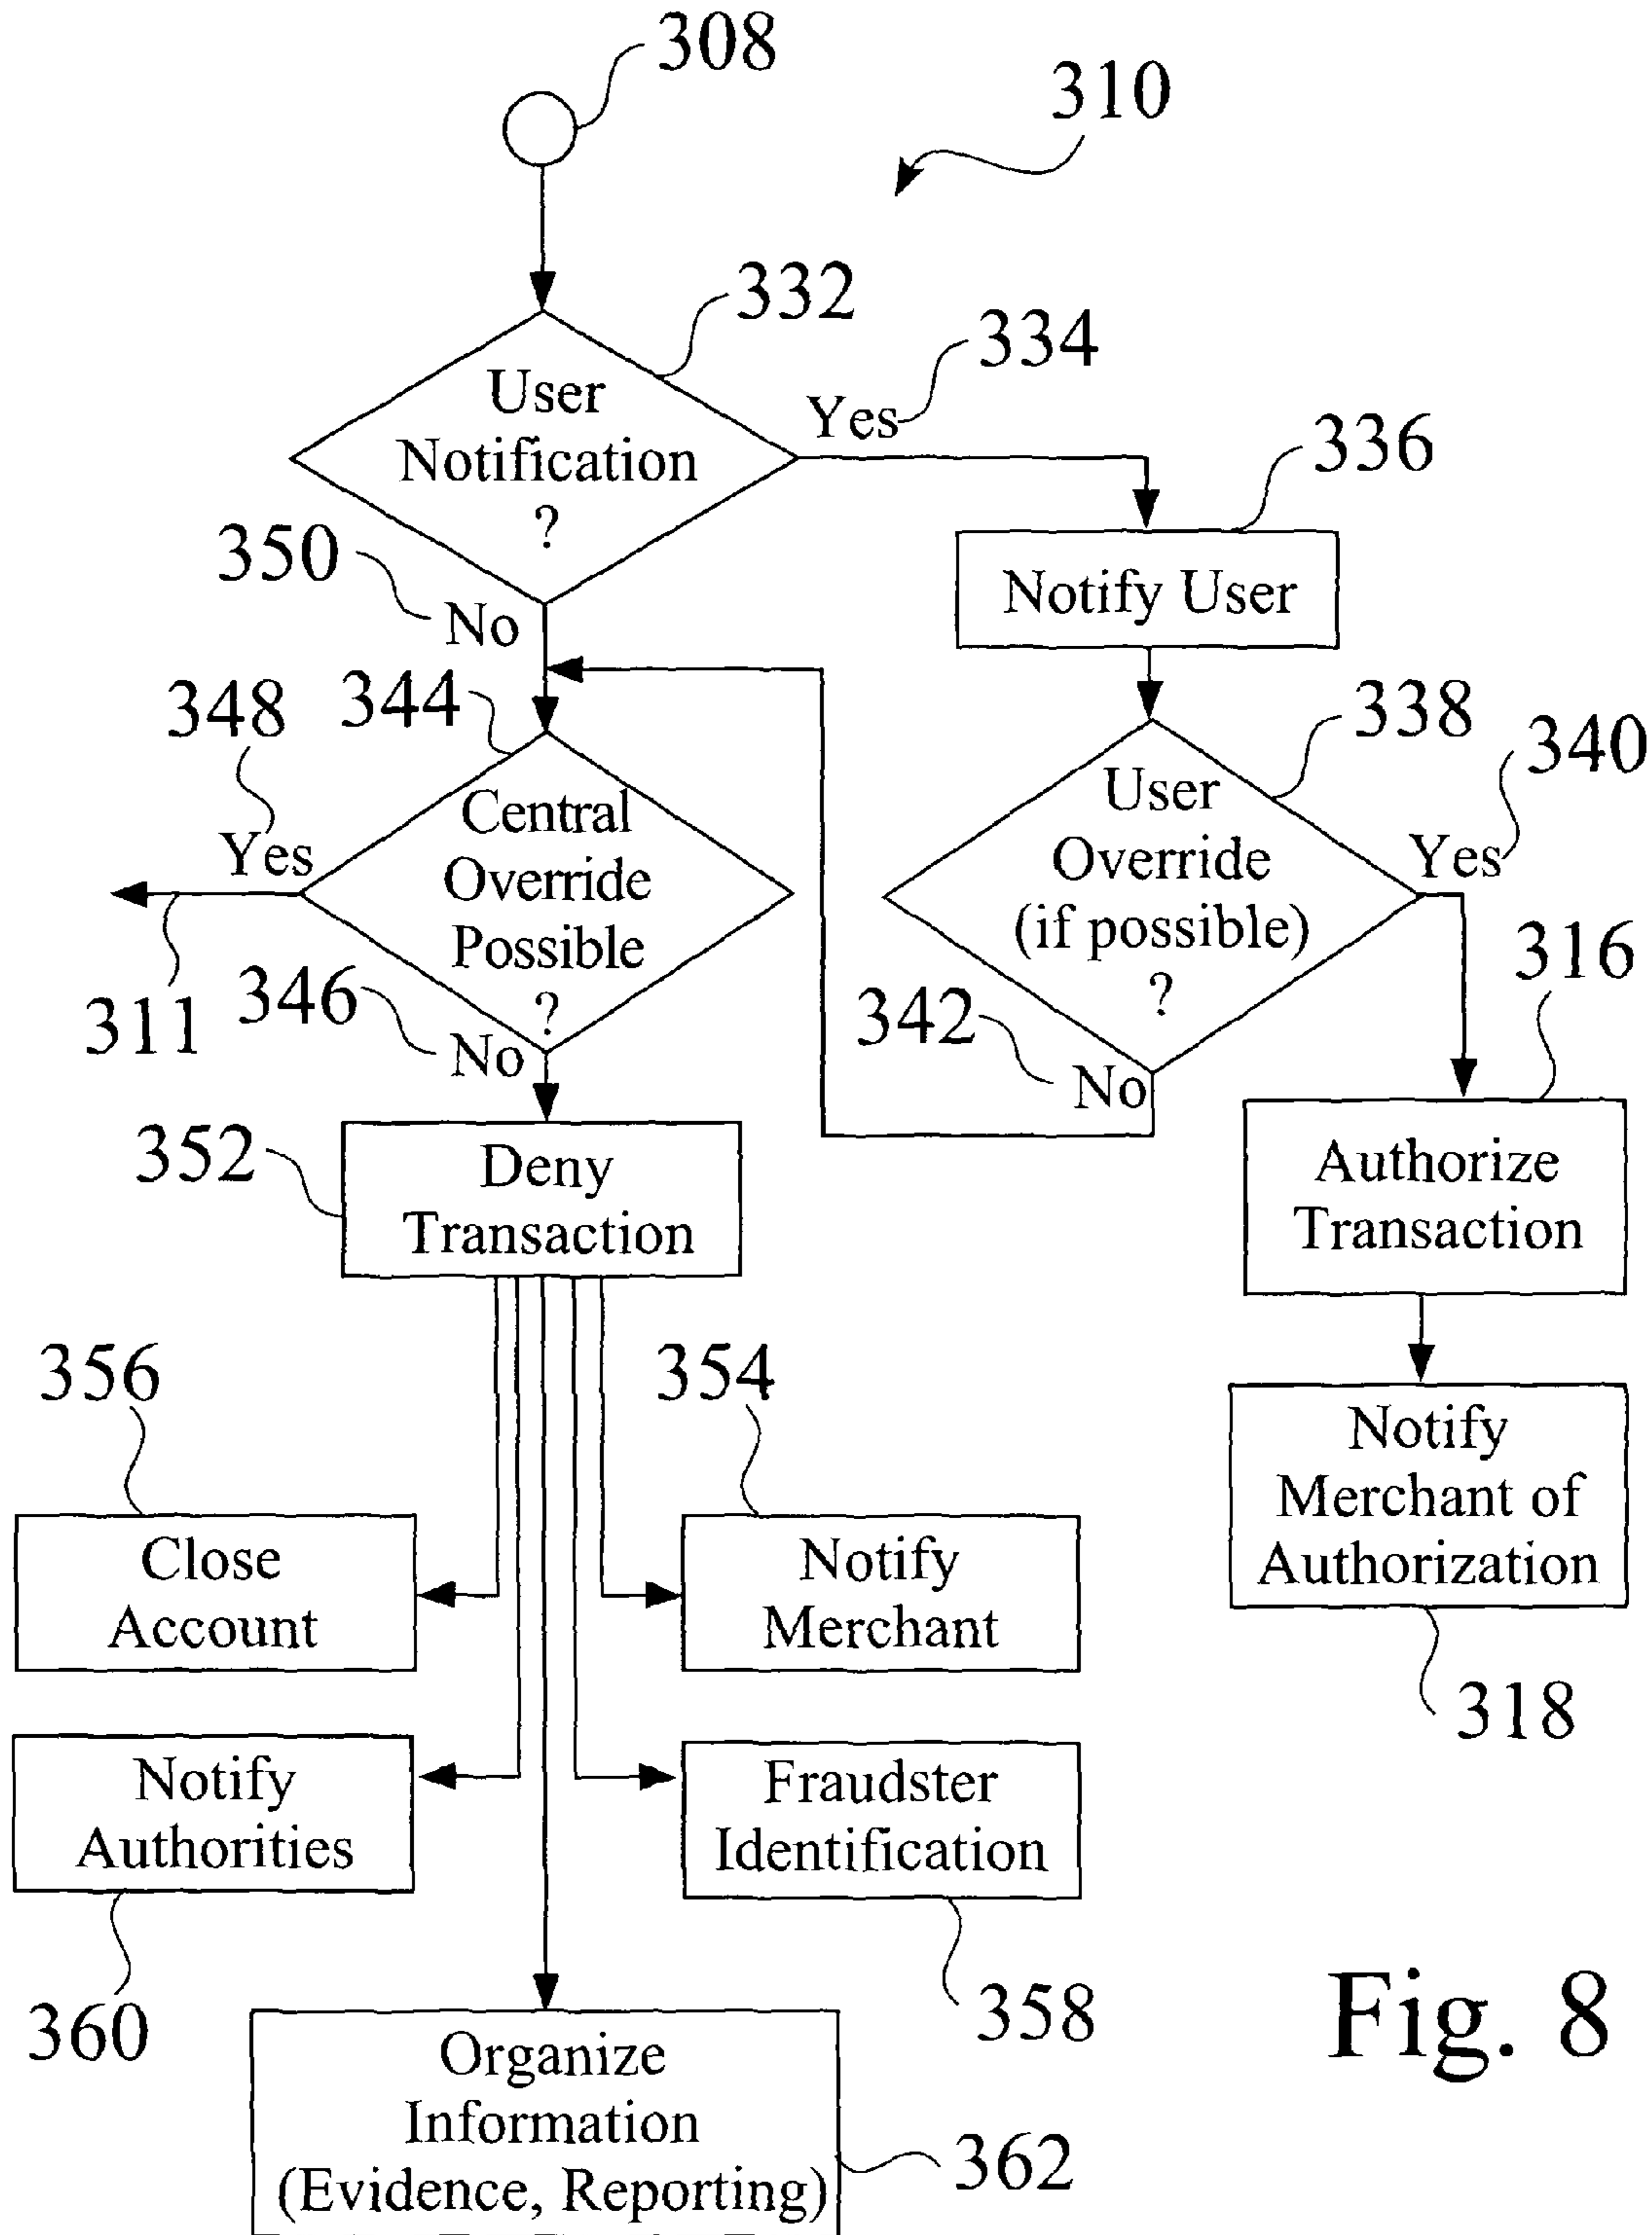 308
310
332
334
User
Notification
?
Yes
336
350
No
Notify User
348
344
338
340
Central
Override
Possible
?
Yes
User
Override
(if possible)
?
Yes
316
311
346
No
342
No
352
Deny
Transaction
Authorize
Transaction
356
354
Notify
Merchant of
Authorization
Close
Account
Notify
Merchant
318
Notify
Authorities
Fraudster
Identification
360
358
Organize
Information
(Evidence, Reporting)
362
Fig. 8